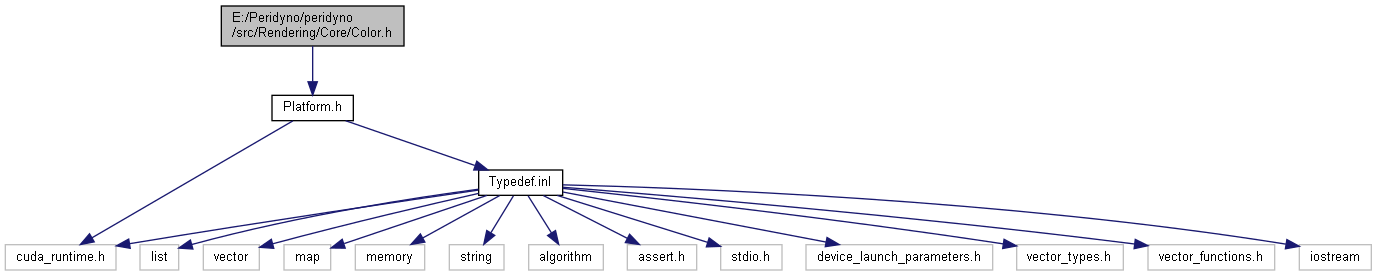 E:/Peridyno/peridyno
/src/Rendering/Core/Color.h
Platform.h
Typedef.inl
cuda_runtime.h
list
vector
map
memory
string
algorithm
assert.h
stdio.h
device_launch_parameters.h
vector_types.h
vector_functions.h
iostream